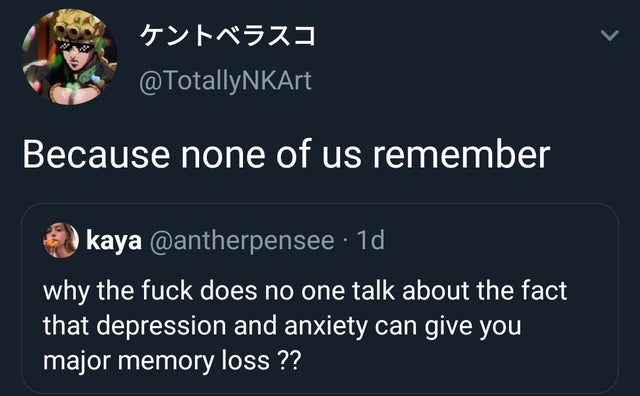 ケントベラスコ
@TotallyNKArt
Because none of us remember
kaya @antherpensee · 1d
why the fuck does no one talk about the fact
that depression and anxiety can give you
major memory loss ??